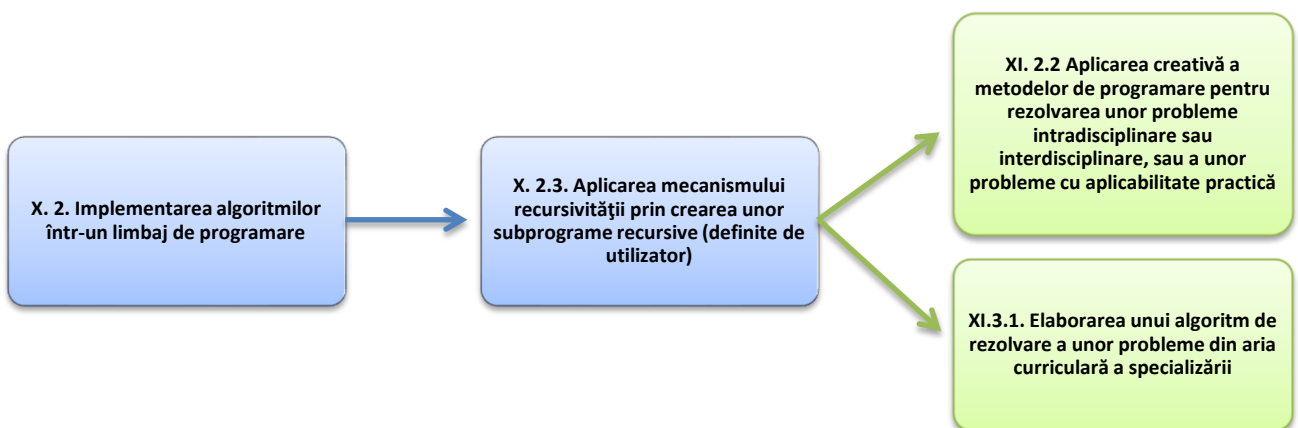 X. 2. Implementarea algoritmilor
într-un limbaj de programare
X. 2.3. Aplicarea mecanismului
recursivităţii prin crearea unor
subprograme recursive (definite de
utilizator)
XI. 2.2 Aplicarea creativă a
metodelor de programare pentru
rezolvarea unor probleme
intradisciplinare sau
interdisciplinare, sau a unor
probleme cu aplicabilitate practică
XI.3.1. Elaborarea unui algoritm de
rezolvare a unor probleme din aria
curriculară a specializării